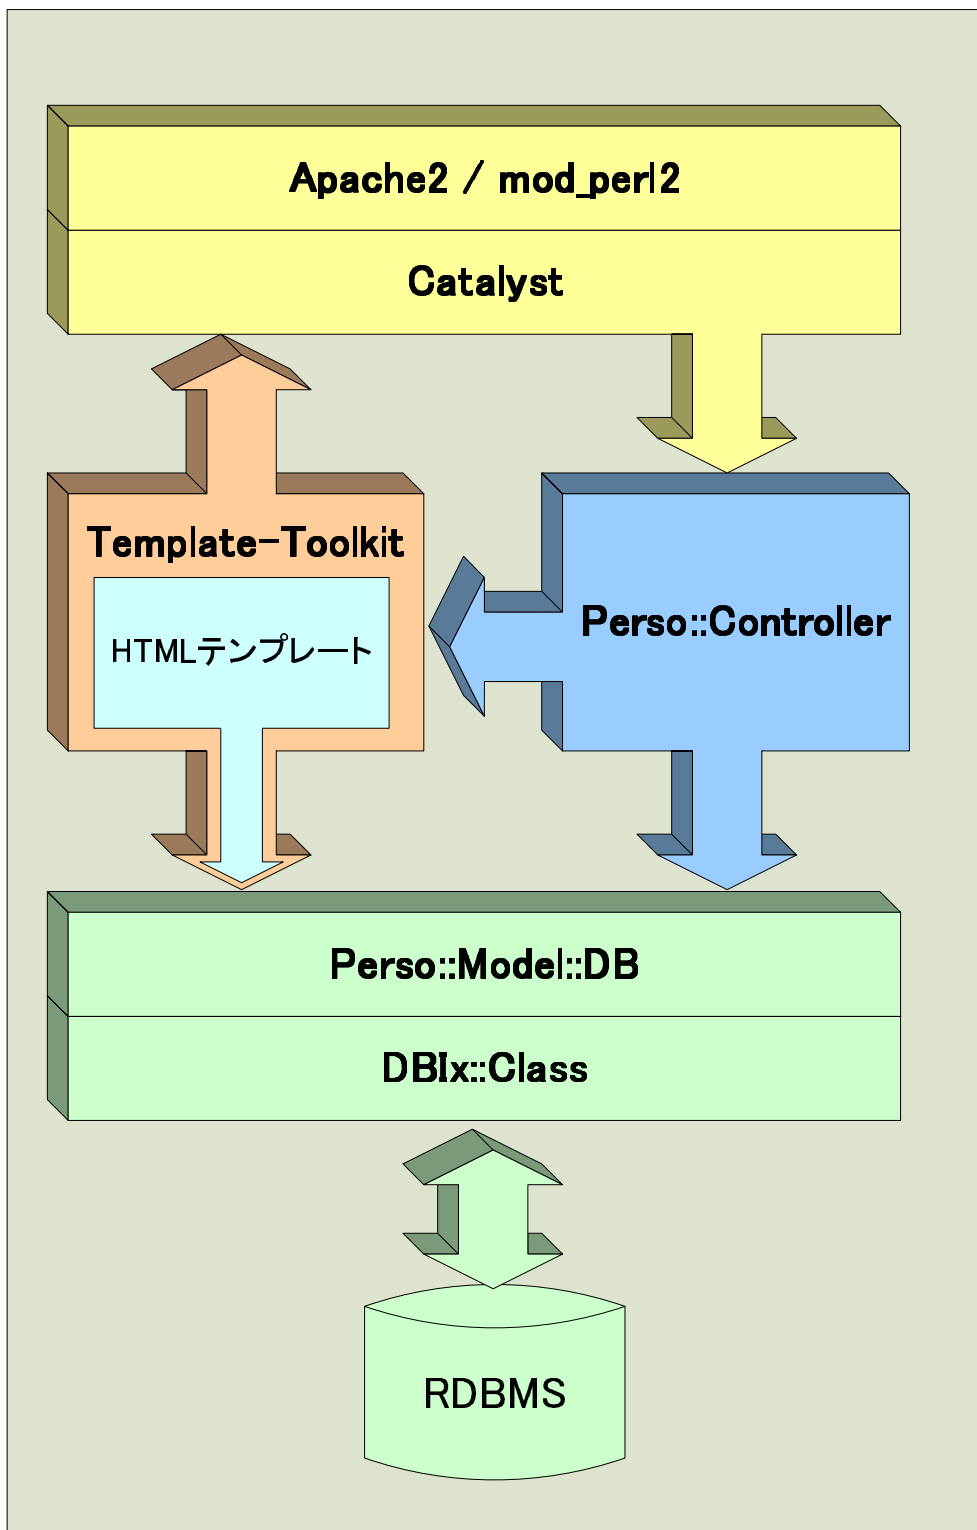 Apache2 / mod_perl2
Catalyst
Template-Toolkit
HTMLテンプレート
Perso::Controller
Perso::Model::DB
DBIx::Class
RDBMS